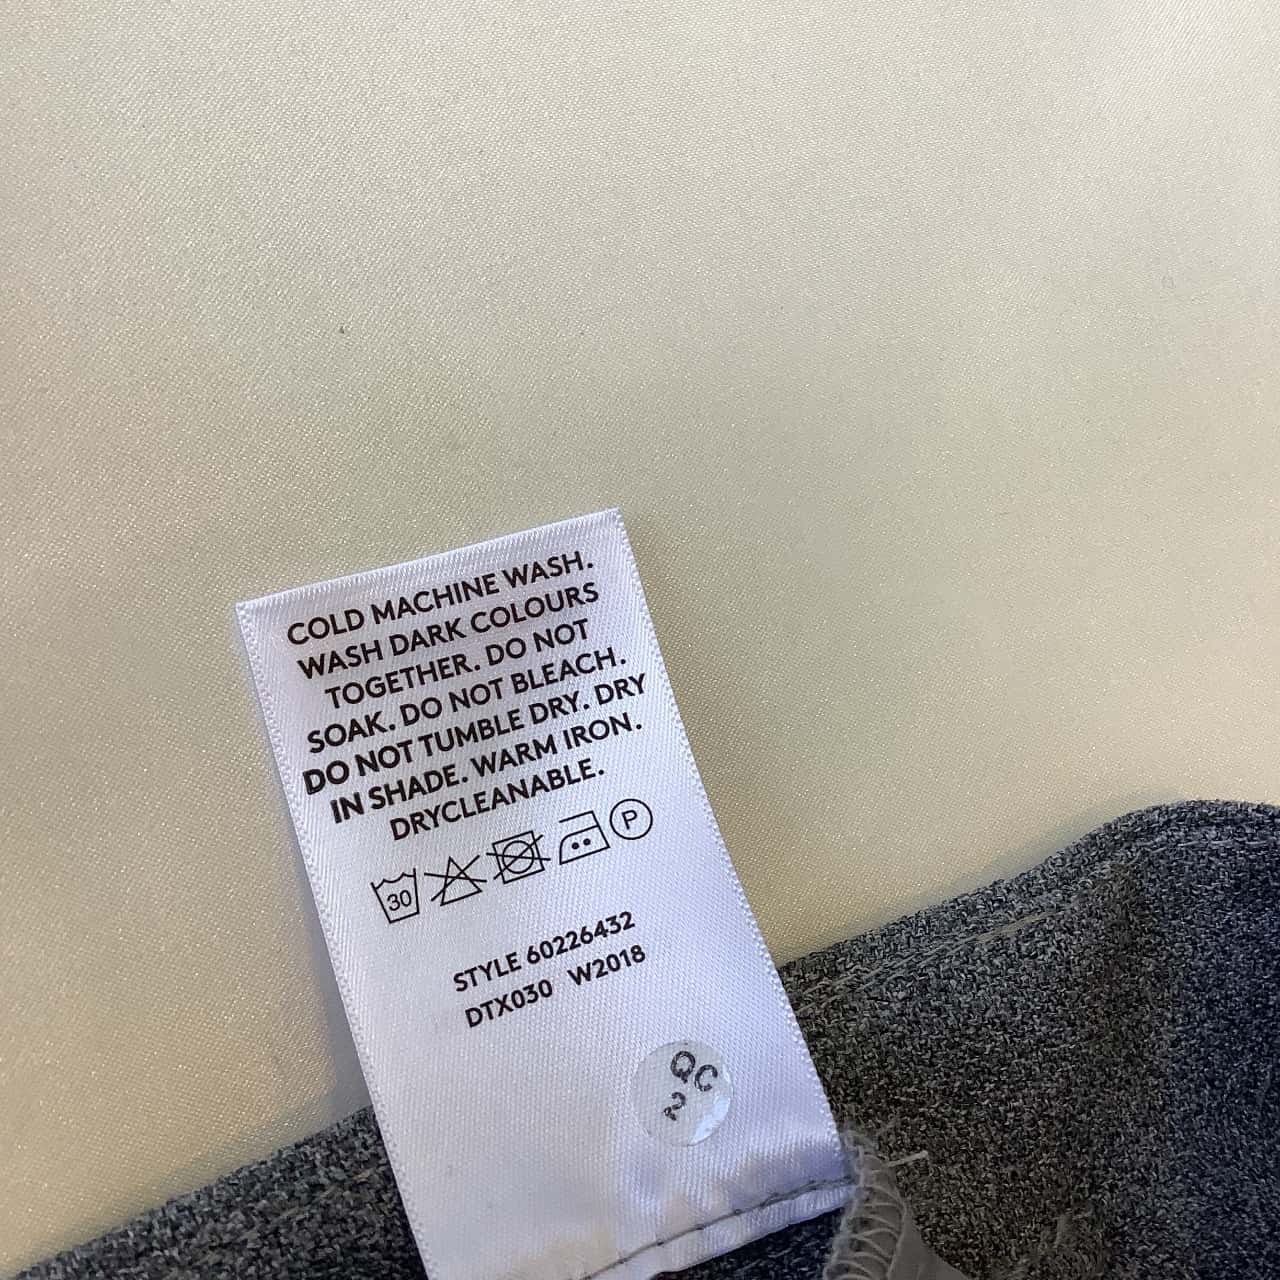 COLD MACHINE WASH.
WASH DARK COLOURS
TOGETHER. DO NOT
SOAK. DO NOT BLEACH.
DO NOT TUMBLE DRY. DRY
IN SHADE. WARM IRON.
DRYCLEANABLE.
30 P
STYLE 60226432
DTX030 W2018
QC
2